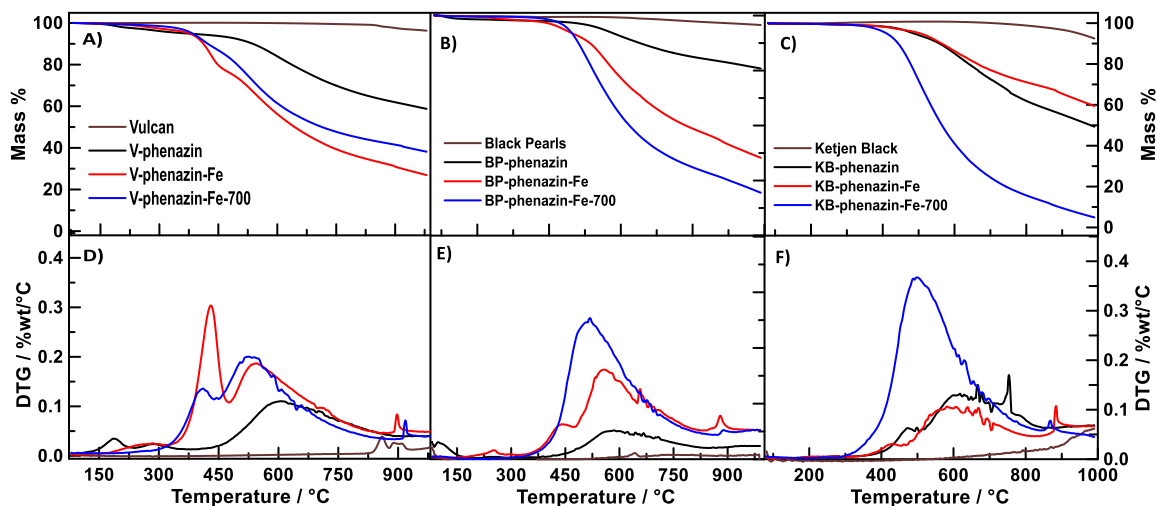 A)
B)
C)
Mass %
100
80
60
40
20
0
Vulcan
V-phenazin
V-phenazin-Fe
V-phenazin-Fe-700
Black Pearls
BP-phenazin
BP-phenazin-Fe
BP-phenazin-Fe-700
Ketjen Black
KB-phenazin
KB-phenazin-Fe
KB-phenazin-Fe-700
100
80
60
40
20
0
Mass %
D)
E)
F)
DTG / %wt/°C
0.4
0.3
0.2
0.1
0.0
0.4
0.3
0.2
0.1
0.0
DTG / %wt/°C
150 300 450 600 750 900
150 300 450 600 750 900
200 400 600 800 1000
Temperature / °C
Temperature / °C
Temperature / °C